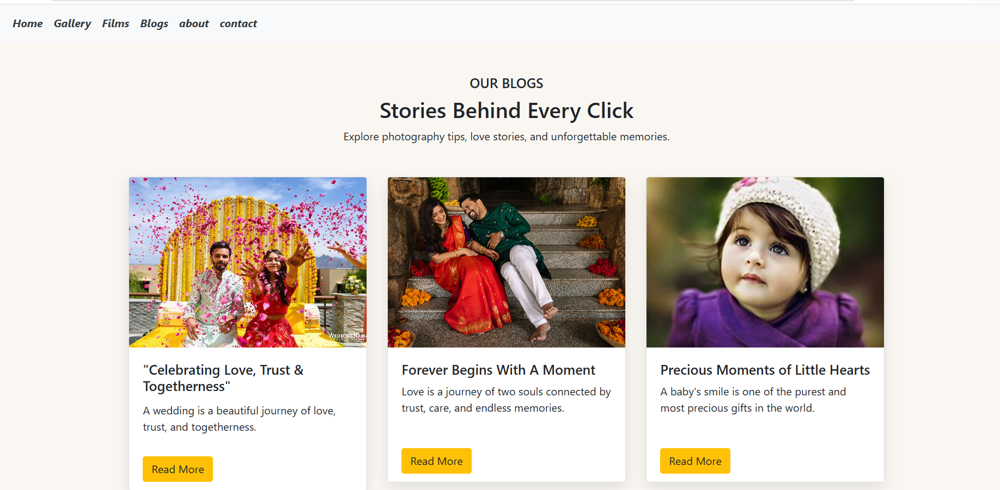 Home Gallery Films Blogs about contact
OUR BLOGS
Stories Behind Every Click
Explore photography tips, love stories, and unforgettable memories.
WEDDINGNAMA
"Celebrating Love, Trust &
Togetherness"
A wedding is a beautiful journey of love,
trust, and togetherness.
Read More
Forever Begins With A Moment
Love is a journey of two souls connected by
trust, care, and endless memories.
Read More
Precious Moments of Little Hearts
A baby's smile is one of the purest and
most precious gifts in the world.
Read More